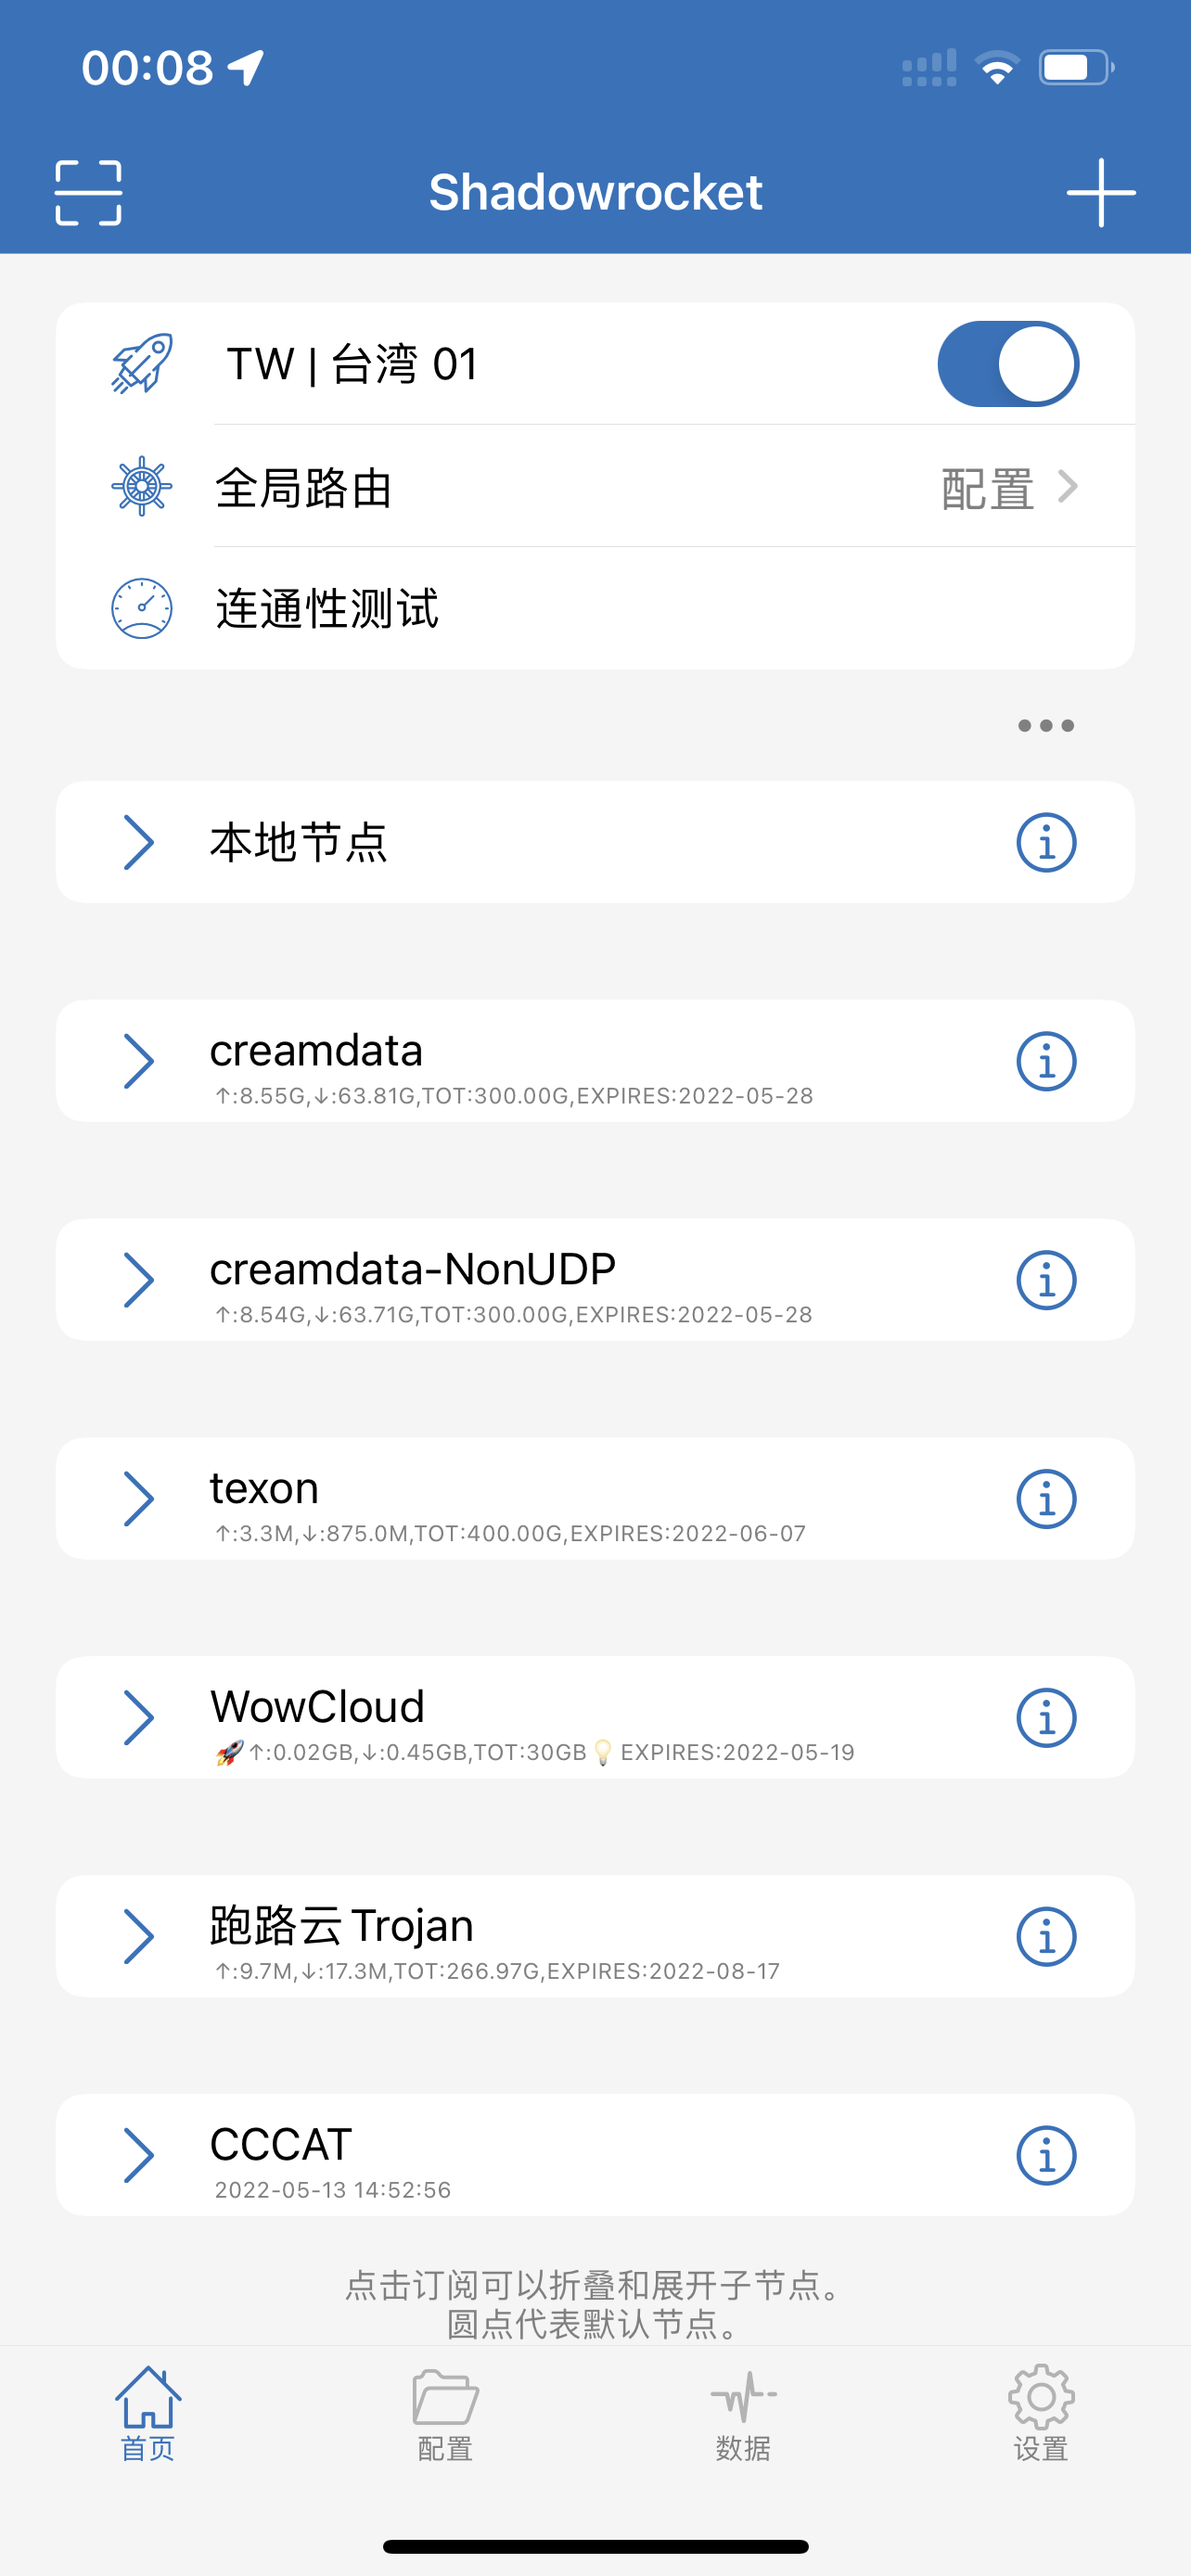 00:08
Shadowrocket
TW | 台湾 01
全局路由 配置
连通性测试
本地节点
creamdata
↑:8.55G,↓:63.81G,TOT:300.00G,EXPIRES:2022-05-28
creamdata-NonUDP
↑:8.54G,↓:63.71G,TOT:300.00G,EXPIRES:2022-05-28
texon
↑:3.3M,↓:875.0M,TOT:400.00G,EXPIRES:2022-06-07
WowCloud
🚀↑:0.02GB,↓:0.45GB,TOT:30GB💡EXPIRES:2022-05-19
跑路云 Trojan
↑:9.7M,↓:17.3M,TOT:266.97G,EXPIRES:2022-08-17
CCCAT
2022-05-13 14:52:56
点击订阅可以折叠和展开子节点。
圆点代表默认节点。
首页 配置 数据 设置